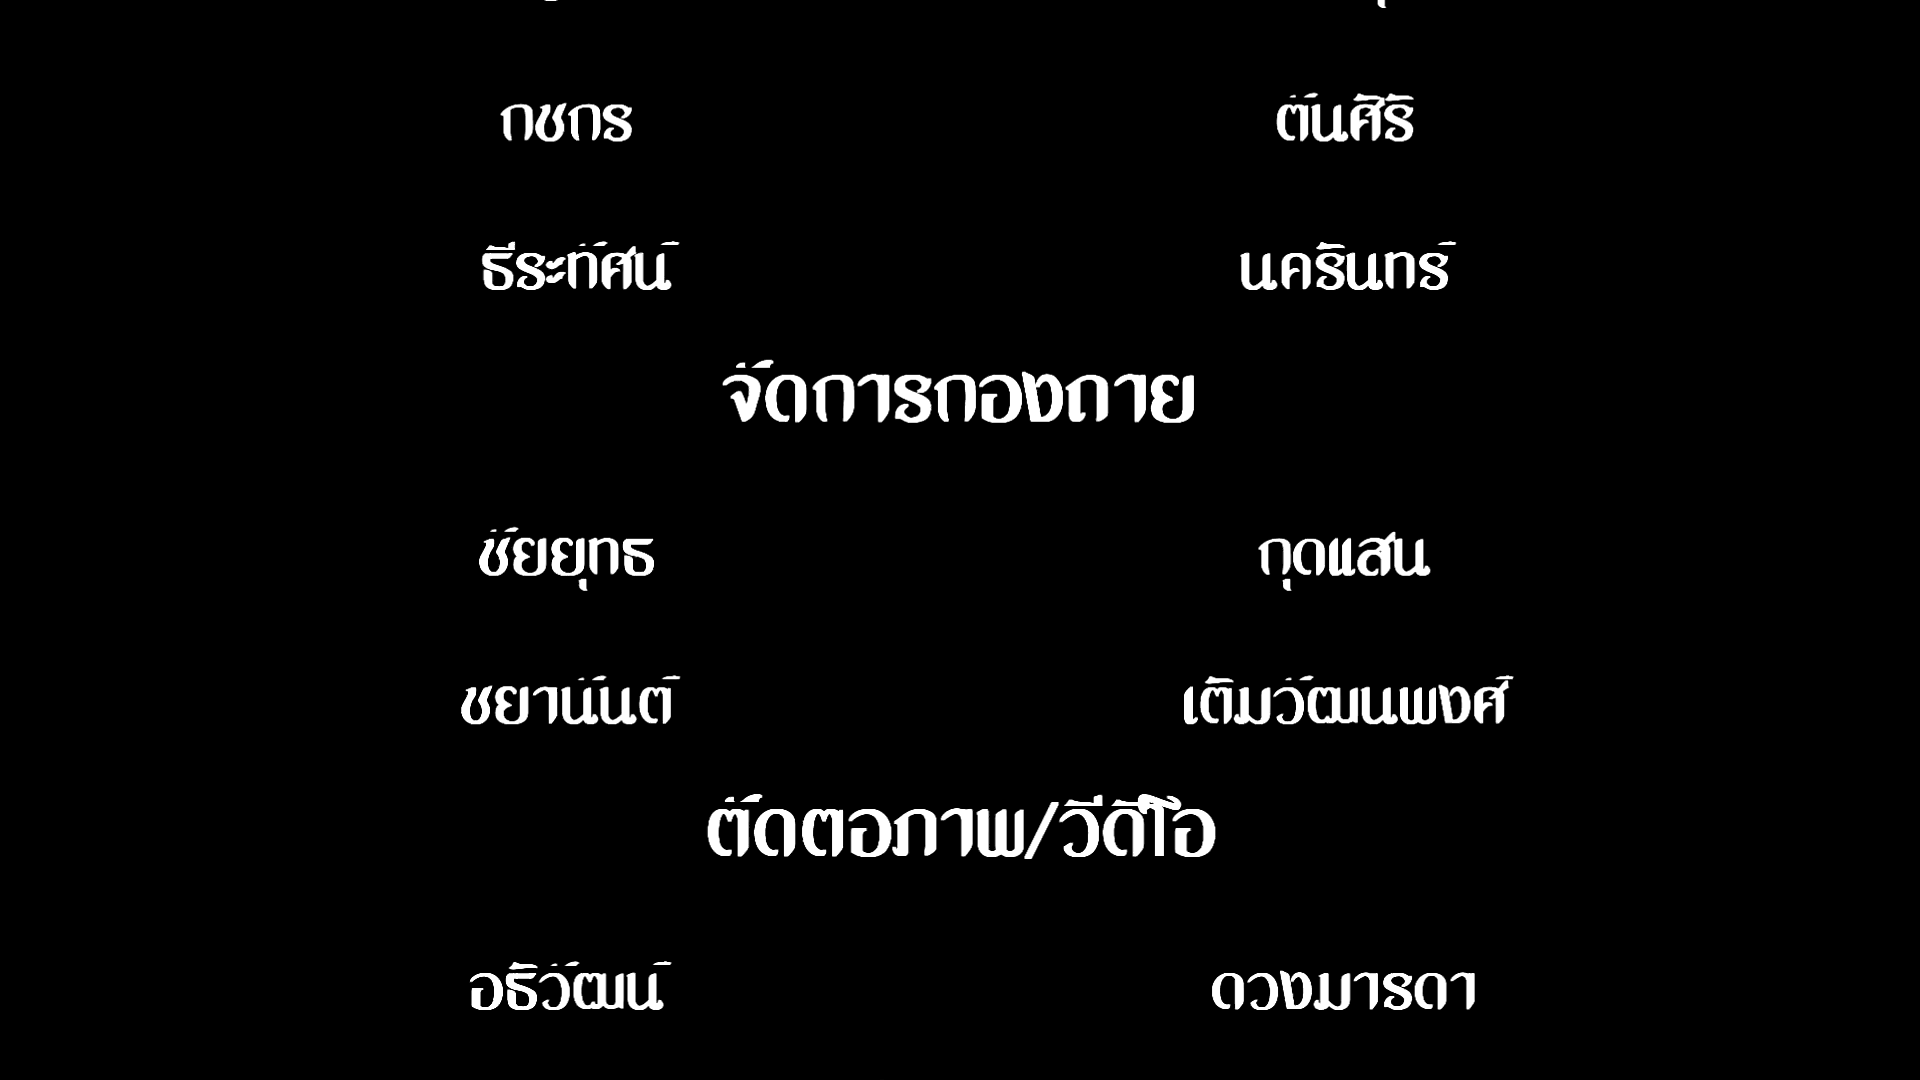 กชกร ตันศิริ
ธีระทัศน์ นครินทร์
จัดการกองถาย
ชัยยุทธ กุดแสน
ชยานันต์ เติมวัฒนพงศ์
ตัดตอภาพ/วีดีโอ
อธิวัฒน์ ดวงมารดา